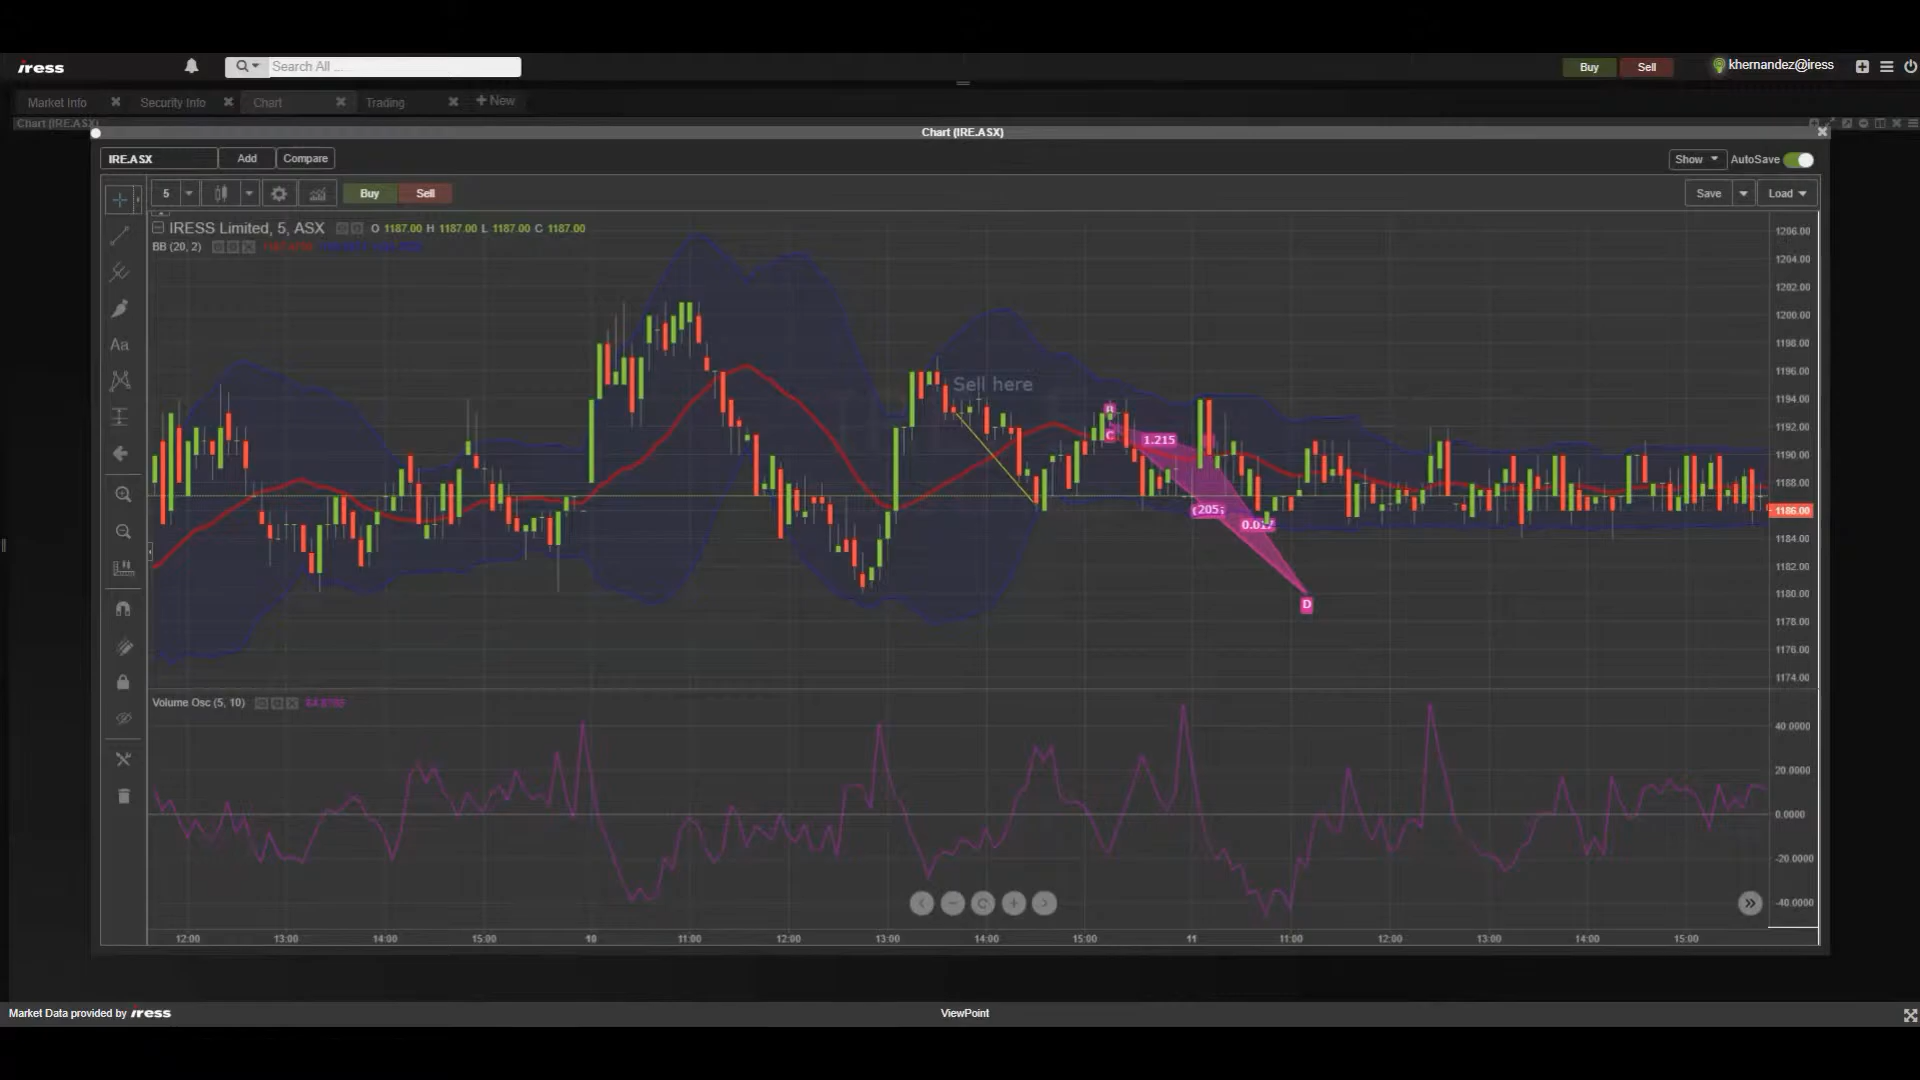 iress
Search All ...
Buy
Sell
khernandez@iress
Market Info
Security Info
Chart
Trading
New
Chart (IRE.ASX)
Chart (IRE.ASX)
IRE.ASX
Add
Compare
Show
AutoSave
5
Buy
Sell
Save
Load
IRESS Limited, 5, ASX
O 1187.00 H 1187.00 L 1187.00 C 1187.00
BB (20, 2)
Aa
Sell here
B
C
1.215
0.017
D
1206.00
1204.00
1202.00
1200.00
1198.00
1196.00
1194.00
1192.00
1190.00
1188.00
1186.00
1184.00
1182.00
1180.00
1178.00
1176.00
1174.00
Volume Osc (5, 10)
40.0000
20.0000
0.0000
-20.0000
-40.0000
12:00 13:00 14:00 15:00 10 11:00 12:00 13:00 14:00 15:00 11 11:00 12:00 13:00 14:00 15:00
Market Data provided by iress
ViewPoint